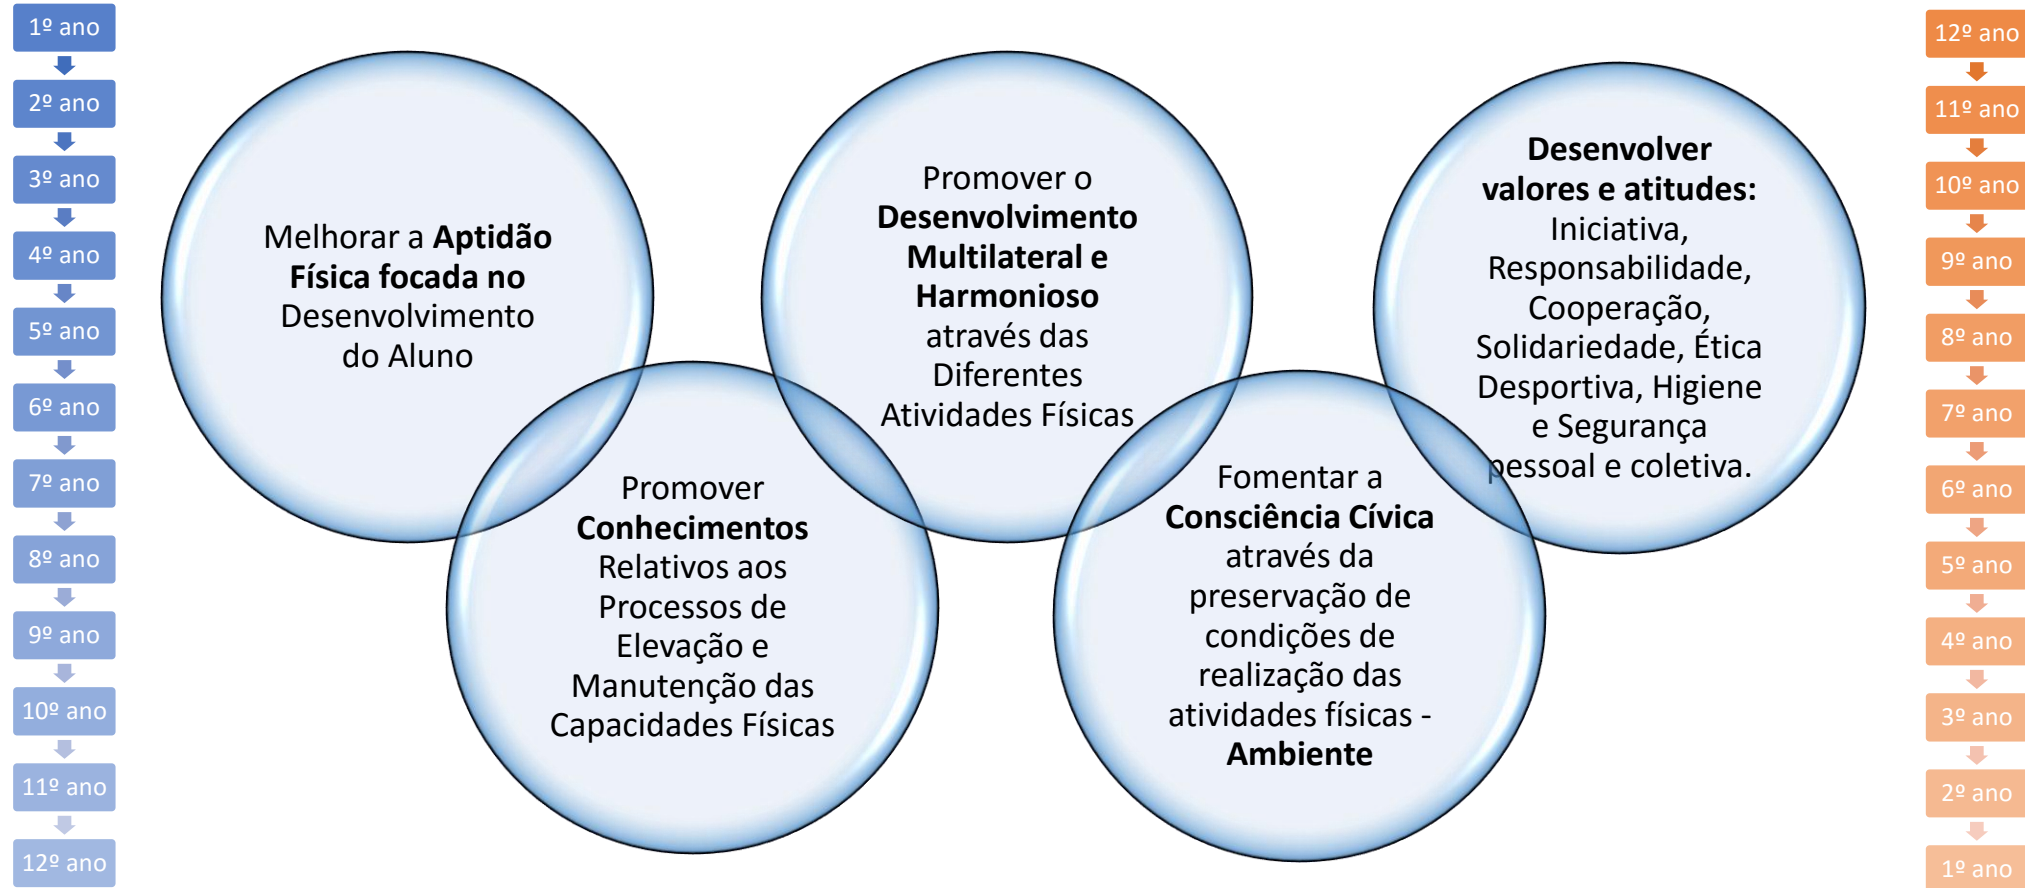 1º ano
2º ano
3º ano
4º ano
5º ano
6º ano
7º ano
8º ano
9º ano
10º ano
11º ano
12º ano
Melhorar a Aptidão
Física focada no
Desenvolvimento
do Aluno
Promover
Conhecimentos
Relativos aos
Processos de
Elevação e
Manutenção das
Capacidades Físicas
Promover o
Desenvolvimento
Multilateral e
Harmonioso
através das
Diferentes
Atividades Físicas
Fomentar a
Consciência Cívica
através da
preservação de
condições de
realização das
atividades físicas -
Ambiente
Desenvolver
valores e atitudes:
Iniciativa,
Responsabilidade,
Cooperação,
Solidariedade, Ética
Desportiva, Higiene
e Segurança
pessoal e coletiva.
12º ano
11º ano
10º ano
9º ano
8º ano
7º ano
6º ano
5º ano
4º ano
3º ano
2º ano
1º ano